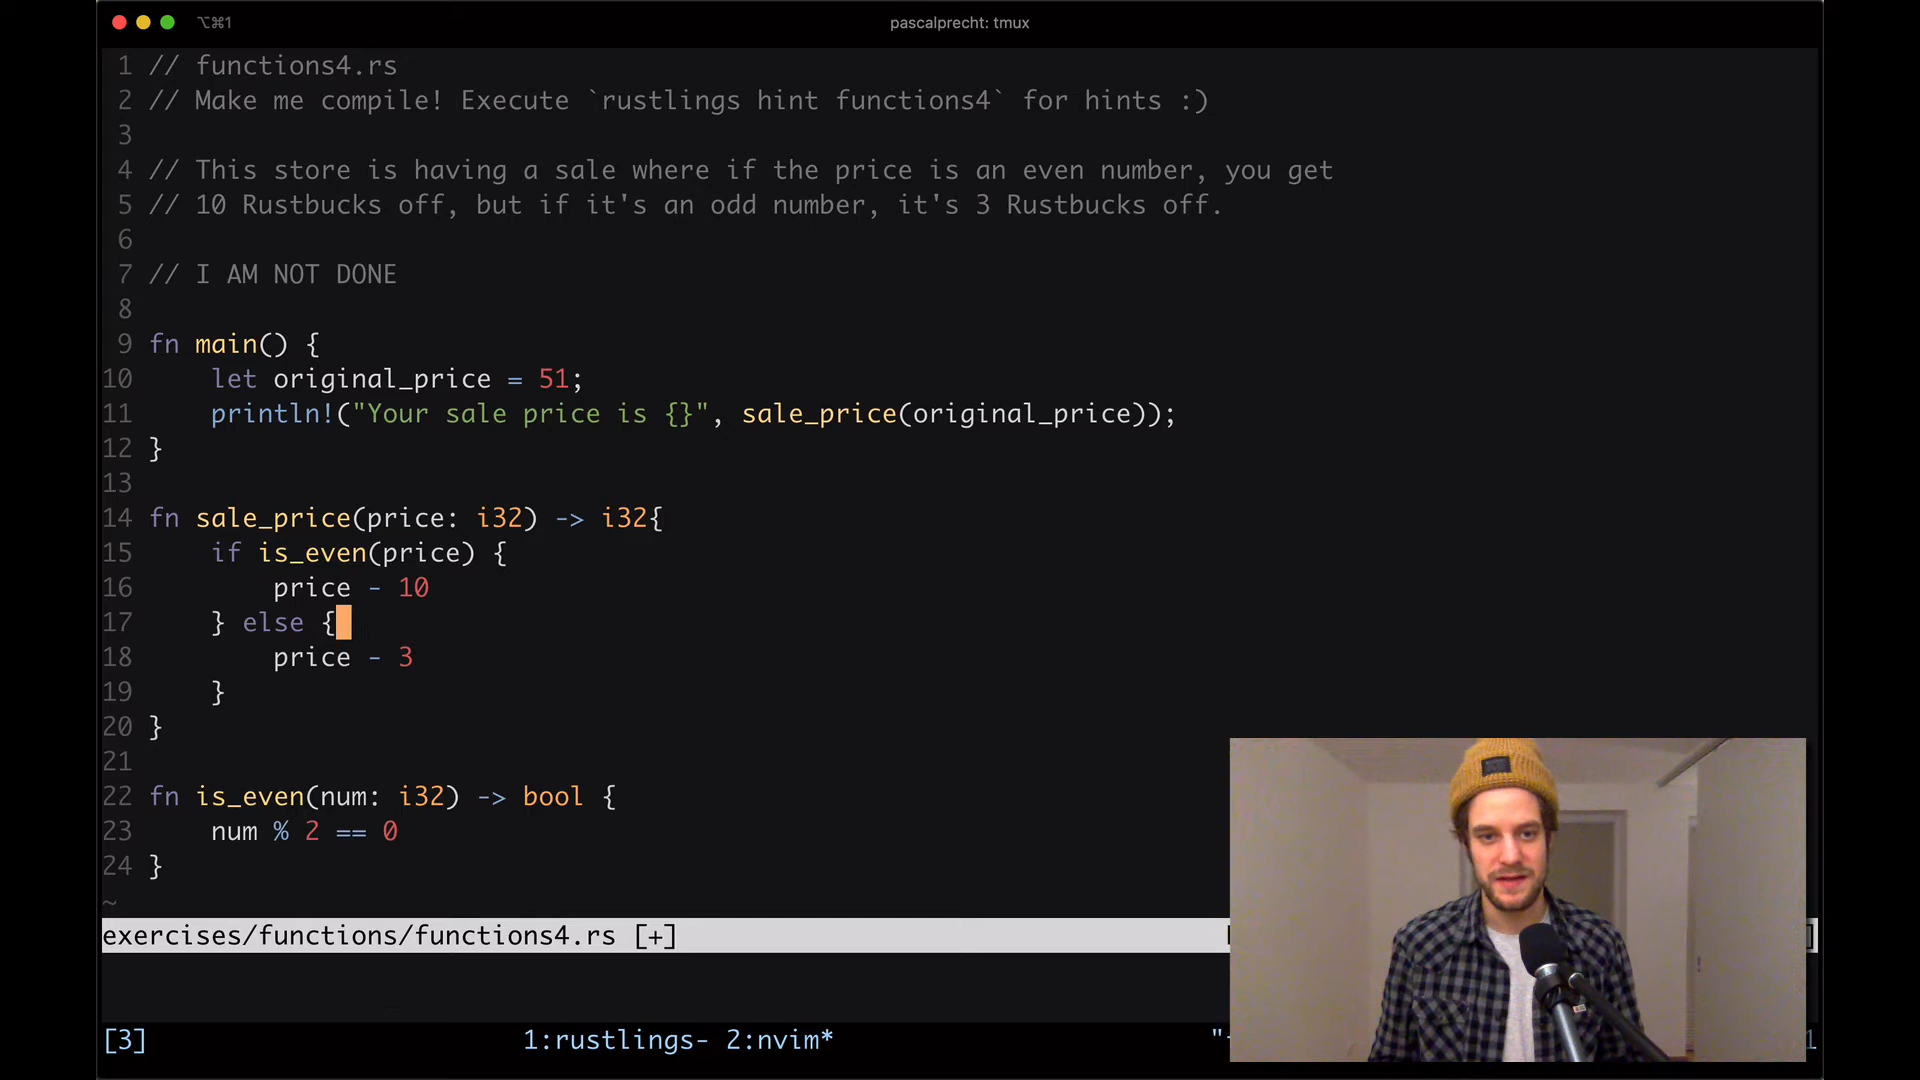 ⌥⌘1
pascalprecht: tmux
1 // functions4.rs
2 // Make me compile! Execute `rustlings hint functions4` for hints :)
3
4 // This store is having a sale where if the price is an even number, you get
5 // 10 Rustbucks off, but if it's an odd number, it's 3 Rustbucks off.
6
7 // I AM NOT DONE
8
9 fn main() {
10     let original_price = 51;
11     println!("Your sale price is {}", sale_price(original_price));
12 }
13
14 fn sale_price(price: i32) -> i32{
15     if is_even(price) {
16         price - 10
17     } else {
18         price - 3
19     }
20 }
21
22 fn is_even(num: i32) -> bool {
23     num % 2 == 0
24 }
~
exercises/functions/functions4.rs [+]
[3] 1:rustlings- 2:nvim*